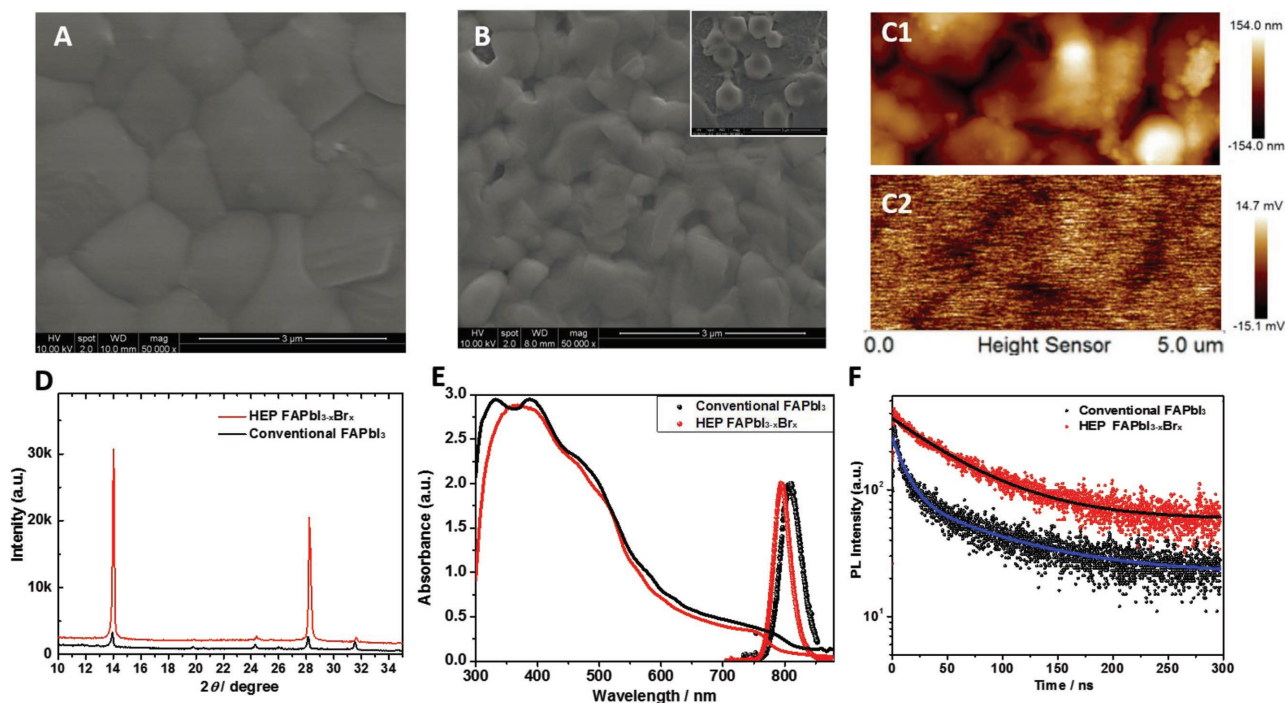 A
HV spot WD mag
10.00 kV 2.0 10.0 mm 50 000 x
3 μm
B
HV spot WD mag
10.00 kV 2.0 8.0 mm 50 000 x
3 μm
C1
154.0 nm
-154.0 nm
C2
14.7 mV
-15.1 mV
0.0 Height Sensor 5.0 um
D
HEP FAPbI₃₋ₓBrₓ
Conventional FAPbI₃
Intenity (a.u.)
30k
20k
10k
0
10 12 14 16 18 20 22 24 26 28 30 32 34
2θ / degree
E
Conventional FAPbI₃
HEP FAPbI₃₋ₓBrₓ
Absorbance (a.u.)
3.0
2.5
2.0
1.5
1.0
0.5
0.0
300 400 500 600 700 800
Wavelength / nm
F
Conventional FAPbI₃
HEP FAPbI₃₋ₓBrₓ
PL Intensity (a.u.)
10²
10¹
0 50 100 150 200 250 300
Time / ns